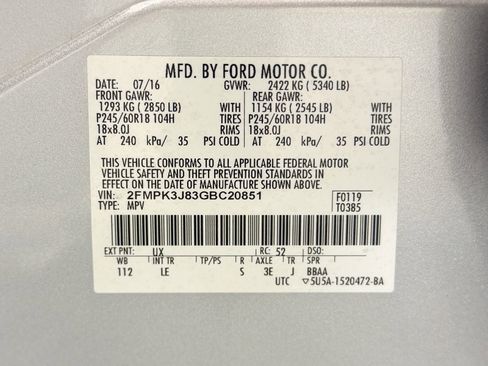 MFD. BY FORD MOTOR CO.
DATE: 07/16 GVWR: 2422 KG ( 5340 LB)
FRONT GAWR: REAR GAWR:
1293 KG ( 2850 LB) WITH 1154 KG ( 2545 LB) WITH
P245/60R18 104H TIRES P245/60R18 104H TIRES
18x8.0J RIMS 18x8.0J RIMS
AT 240 kPa/ 35 PSI COLD AT 240 kPa/ 35 PSI COLD
THIS VEHICLE CONFORMS TO ALL APPLICABLE FEDERAL MOTOR
VEHICLE SAFETY AND THEFT PREVENTION STANDARDS IN
EFFECT ON THE DATE OF MANUFACTURE SHOWN ABOVE.
VIN: 2FMPK3J83GBC20851 F0119
TYPE: MPV T0385
EXT PNT: UX RC: 52 DSO:
WB INT TR TP/PS R AXLE TR SPR
112 LE S 3E J BBAA
UTC ▽5U5A-1520472-BA